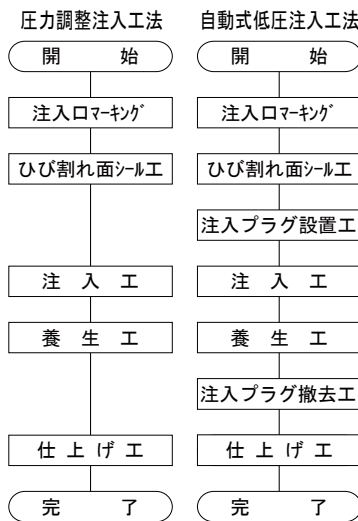 圧力調整注入工法
開　　始
注入口マーキング
ひび割れ面シール工
注　入　工
養　生　工
仕 上 げ 工
完　　了
自動式低圧注入工法
開　　始
注入口マーキング
ひび割れ面シール工
注入プラグ設置工
注　入　工
養　生　工
注入プラグ撤去工
仕 上 げ 工
完　　了